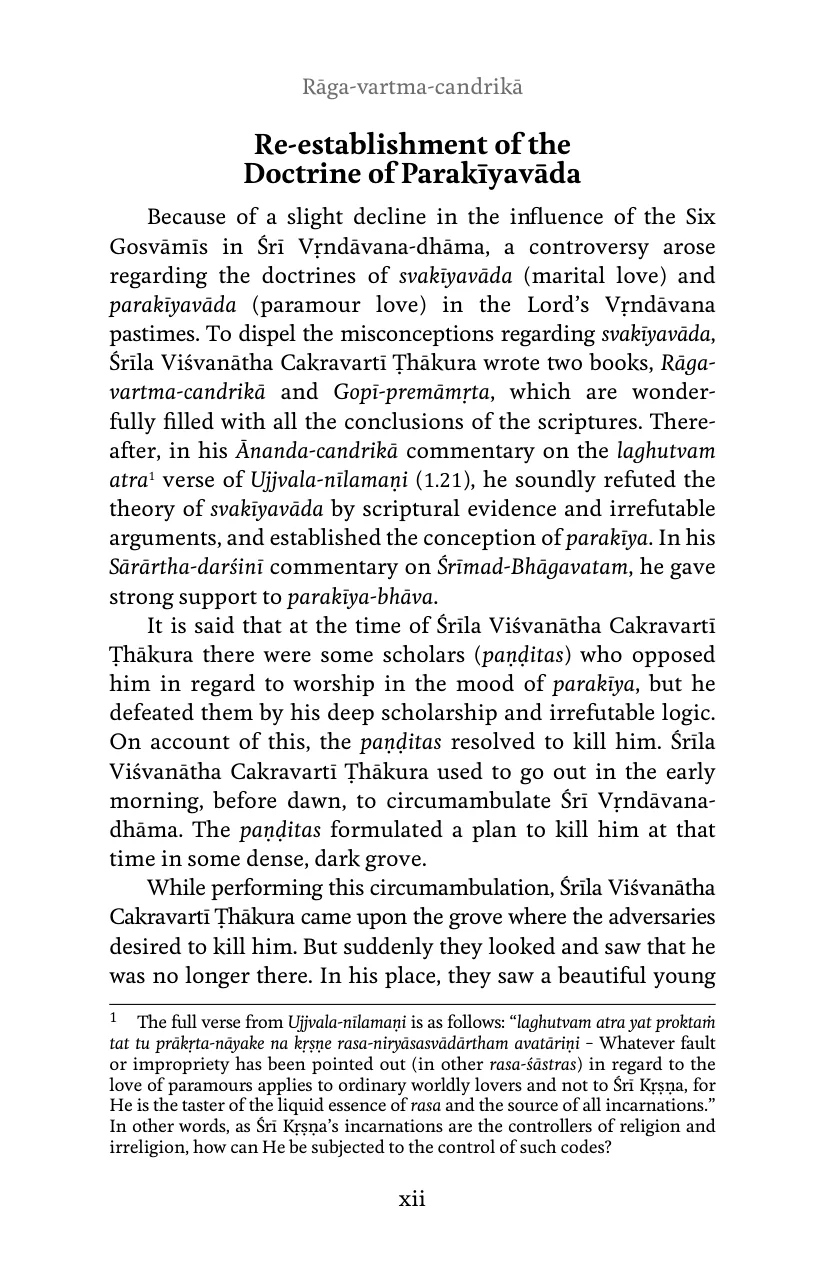 Rāga-vartma-candrikā
Re-establishment of the
Doctrine of Parakīyavāda
Because of a slight decline in the influence of the Six
Gosvāmīs in Śrī Vṛndāvana-dhāma, a controversy arose
regarding the doctrines of svakīyavāda (marital love) and
parakīyavāda (paramour love) in the Lord’s Vṛndāvana
pastimes. To dispel the misconceptions regarding svakīyavāda,
Śrīla Viśvanātha Cakravartī Ṭhākura wrote two books, Rāga-
vartma-candrikā and Gopī-premāmṛta, which are wonder-
fully filled with all the conclusions of the scriptures. There-
after, in his Ānanda-candrikā commentary on the laghutvam
atra¹ verse of Ujjvala-nīlamaṇi (1.21), he soundly refuted the
theory of svakīyavāda by scriptural evidence and irrefutable
arguments, and established the conception of parakīya. In his
Sārārtha-darśinī commentary on Śrīmad-Bhāgavatam, he gave
strong support to parakīya-bhāva.
It is said that at the time of Śrīla Viśvanātha Cakravartī
Ṭhākura there were some scholars (paṇḍitas) who opposed
him in regard to worship in the mood of parakīya, but he
defeated them by his deep scholarship and irrefutable logic.
On account of this, the paṇḍitas resolved to kill him. Śrīla
Viśvanātha Cakravartī Ṭhākura used to go out in the early
morning, before dawn, to circumambulate Śrī Vṛndāvana-
dhāma. The paṇḍitas formulated a plan to kill him at that
time in some dense, dark grove.
While performing this circumambulation, Śrīla Viśvanātha
Cakravartī Ṭhākura came upon the grove where the adversaries
desired to kill him. But suddenly they looked and saw that he
was no longer there. In his place, they saw a beautiful young
¹ The full verse from Ujjvala-nīlamaṇi is as follows: “laghutvam atra yat proktaṁ
tat tu prākṛta-nāyake na kṛṣṇe rasa-niryāsasvādārtham avatāriṇi – Whatever fault
or impropriety has been pointed out (in other rasa-śāstras) in regard to the
love of paramours applies to ordinary worldly lovers and not to Śrī Kṛṣṇa, for
He is the taster of the liquid essence of rasa and the source of all incarnations.”
In other words, as Śrī Kṛṣṇa’s incarnations are the controllers of religion and
irreligion, how can He be subjected to the control of such codes?
xii